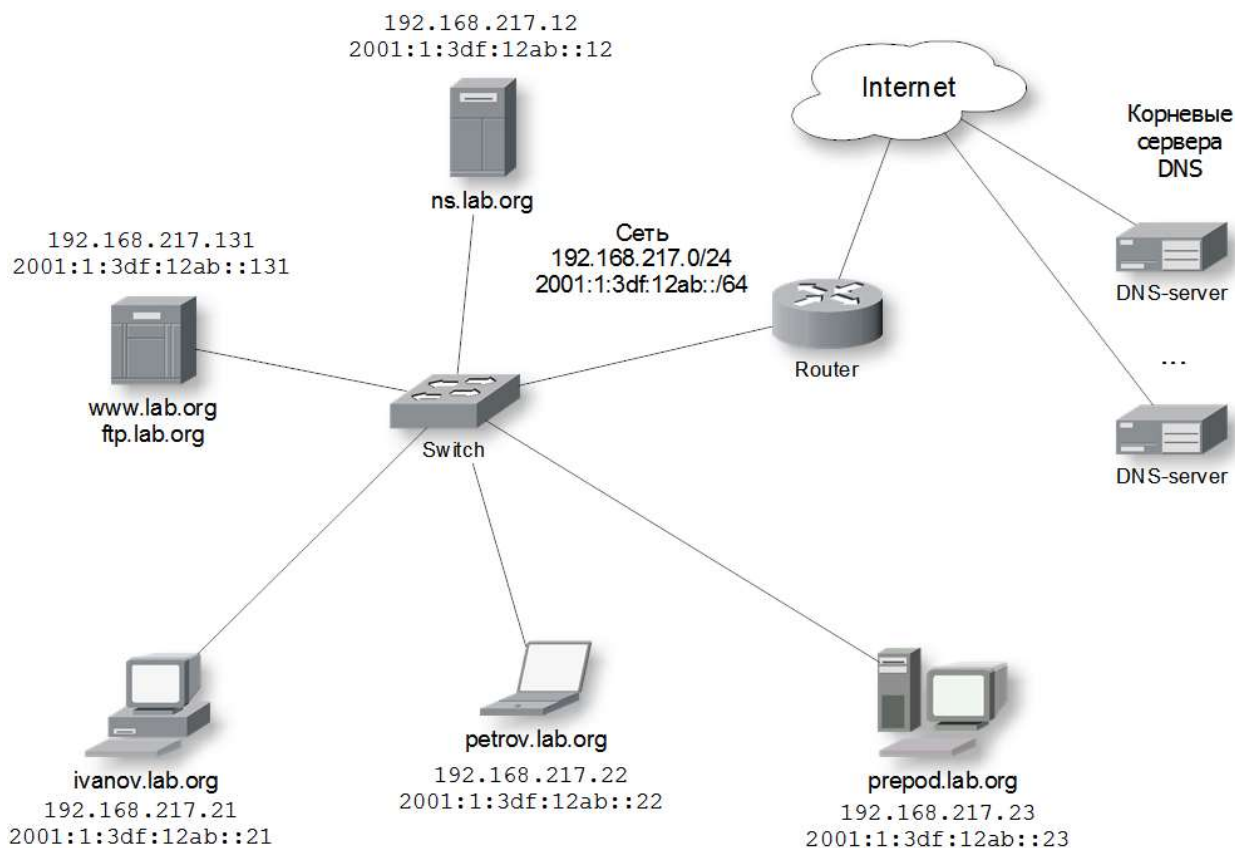 192.168.217.12
2001:1:3df:12ab::12
ns.lab.org
Internet
Корневые
сервера
DNS
192.168.217.131
2001:1:3df:12ab::131
www.lab.org
ftp.lab.org
Сеть
192.168.217.0/24
2001:1:3df:12ab::/64
Router
DNS-server
...
DNS-server
Switch
ivanov.lab.org
192.168.217.21
2001:1:3df:12ab::21
petrov.lab.org
192.168.217.22
2001:1:3df:12ab::22
prepod.lab.org
192.168.217.23
2001:1:3df:12ab::23